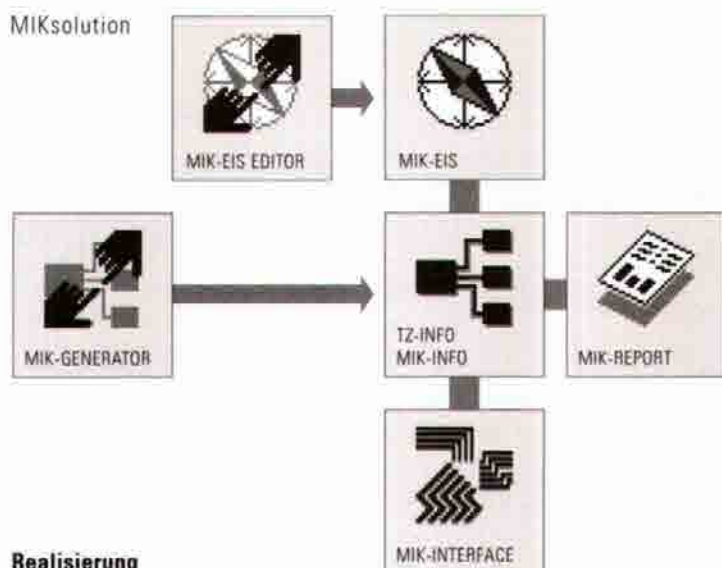 MIKsolution
MIK-EIS EDITOR
MIK-EIS
MIK-GENERATOR
TZ-INFO
MIK-INFO
MIK-REPORT
MIK-INTERFACE
Realisierung